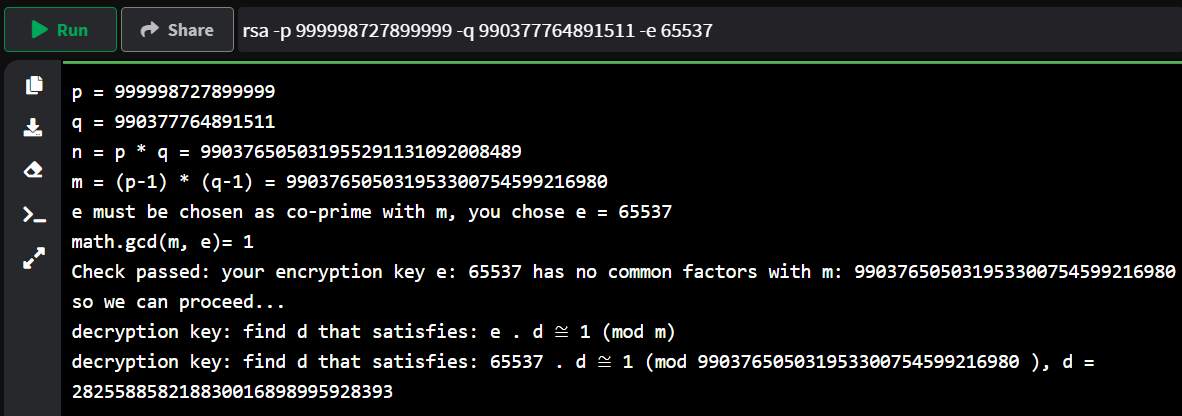 Run
Share
rsa -p 999998727899999 -q 990377764891511 -e 65537
p = 999998727899999
q = 990377764891511
n = p * q = 990376505031955291131092008489
m = (p-1) * (q-1) = 990376505031953300754599216980
e must be chosen as co-prime with m, you chose e = 65537
math.gcd(m, e)= 1
Check passed: your encryption key e: 65537 has no common factors with m: 990376505031953300754599216980
so we can proceed...
decryption key: find d that satisfies: e . d ≅ 1 (mod m)
decryption key: find d that satisfies: 65537 . d ≅ 1 (mod 990376505031953300754599216980 ), d =
282558858218830016898995928393